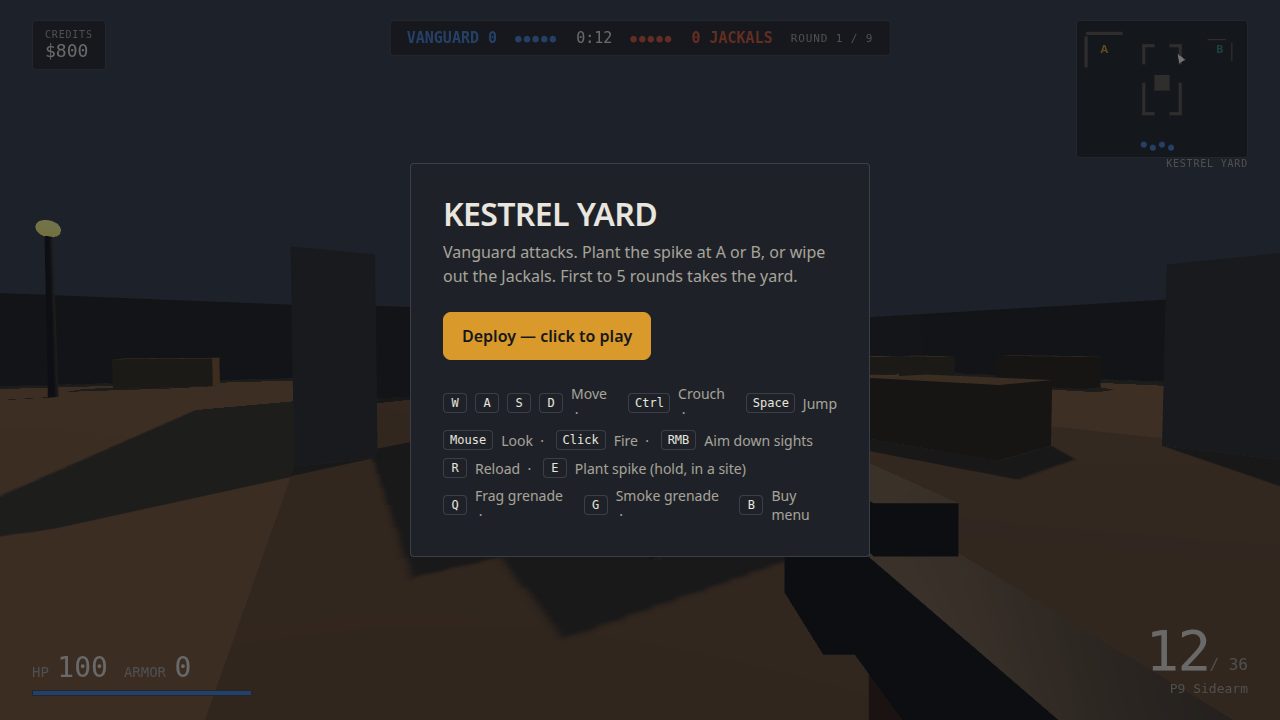 CREDITS
$800
VANGUARD 0 ●●●●● 0:12 ●●●●● 0 JACKALS ROUND 1 / 9
A B
KESTREL YARD
KESTREL YARD
Vanguard attacks. Plant the spike at A or B, or wipe
out the Jackals. First to 5 rounds takes the yard.
Deploy — click to play
W A S D Move · Ctrl Crouch · Space Jump
Mouse Look · Click Fire · RMB Aim down sights
R Reload · E Plant spike (hold, in a site)
Q Frag grenade · G Smoke grenade · B Buy menu
HP 100 ARMOR 0
12 / 36
P9 Sidearm